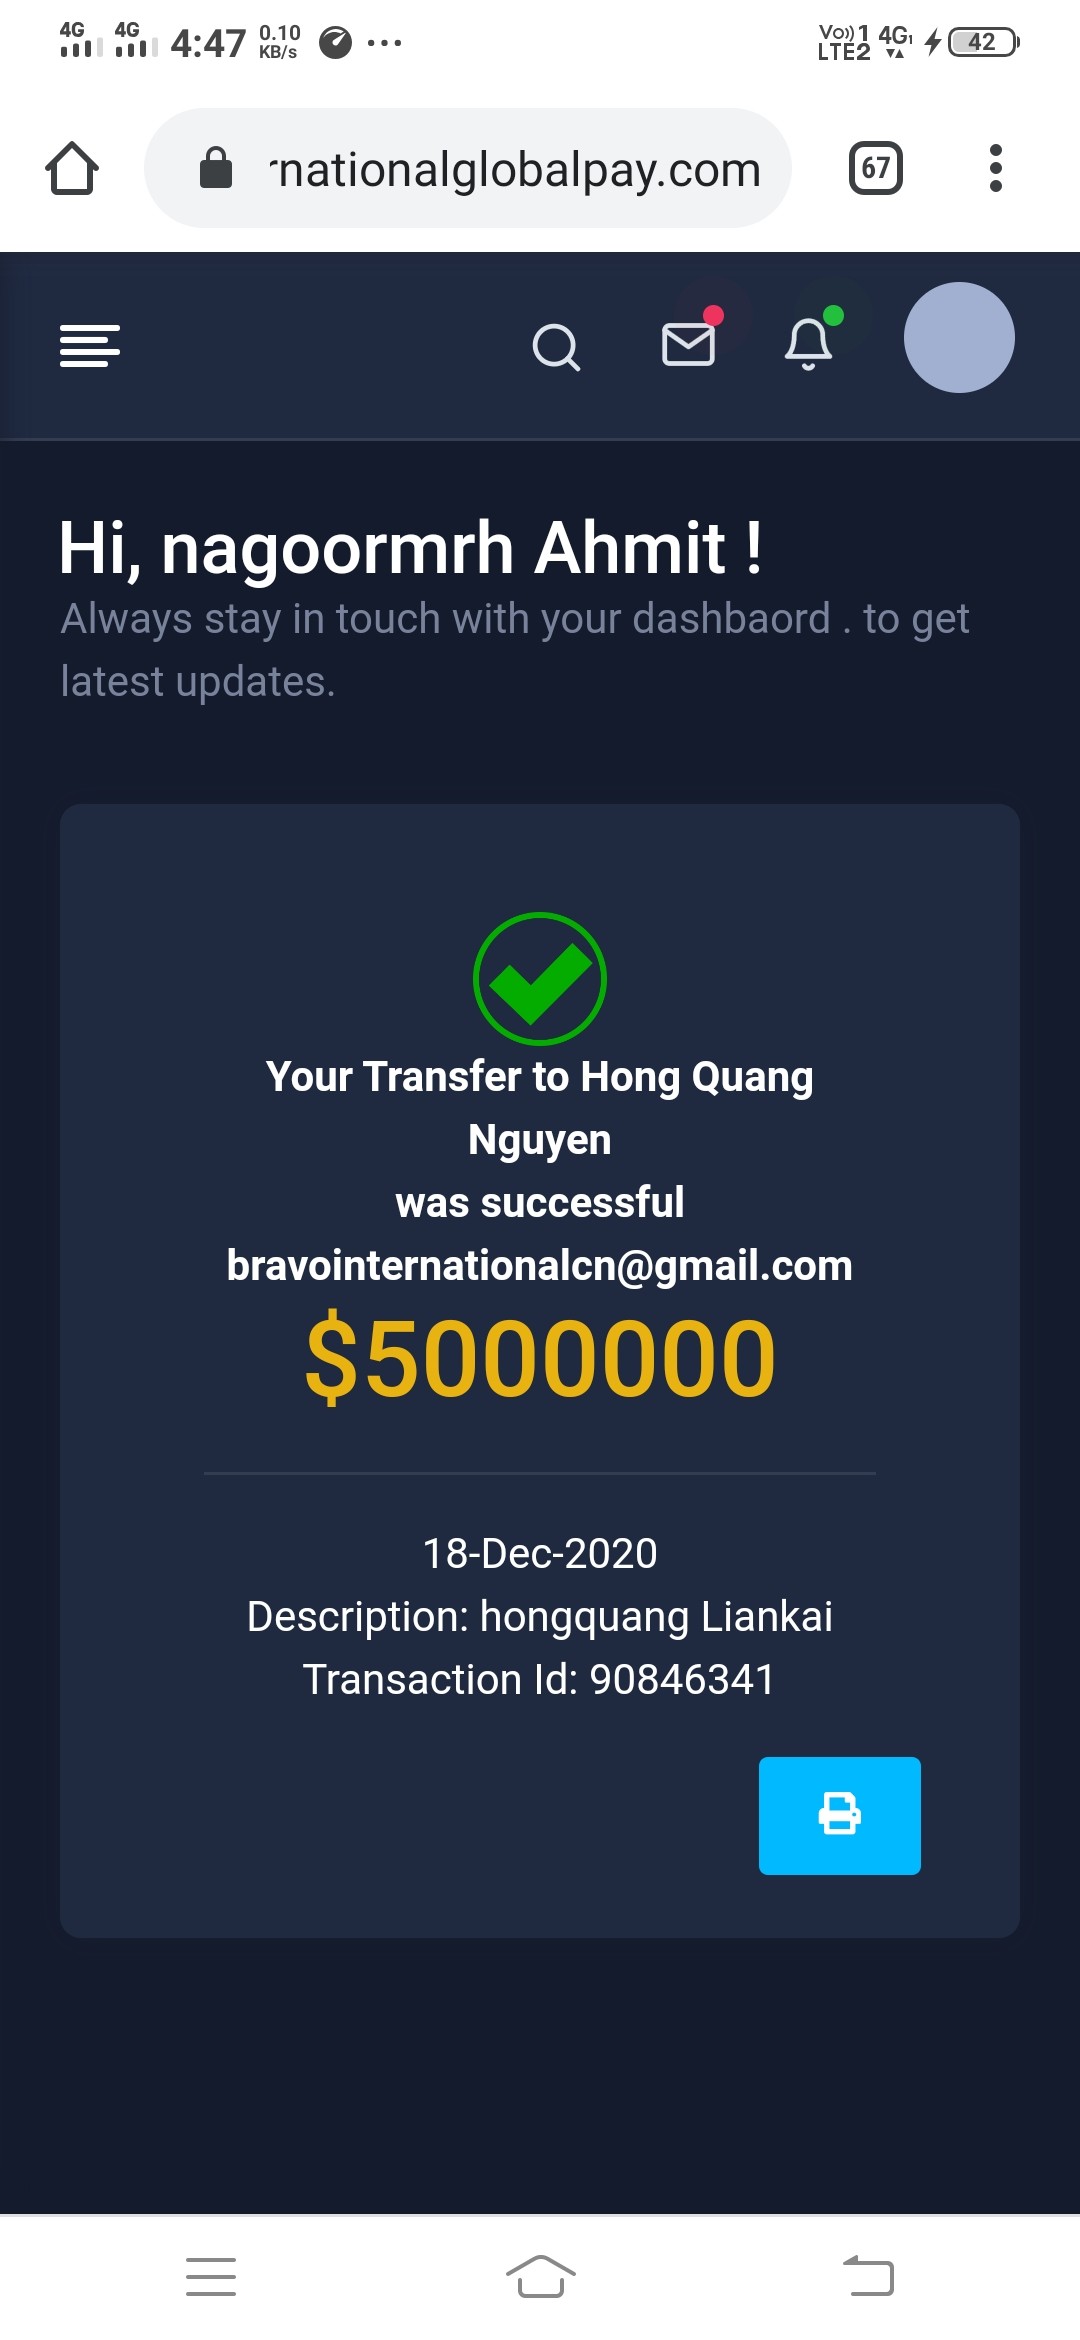 4G 4G 4:47 0.10 KB/s ... Vo)) 1 LTE2 4G1 42
rnationalglobalpay.com 67
Hi, nagoormrh Ahmit !
Always stay in touch with your dashbaord . to get
latest updates.
Your Transfer to Hong Quang
Nguyen
was successful
bravointernationalcn@gmail.com
$5000000
18-Dec-2020
Description: hongquang Liankai
Transaction Id: 90846341